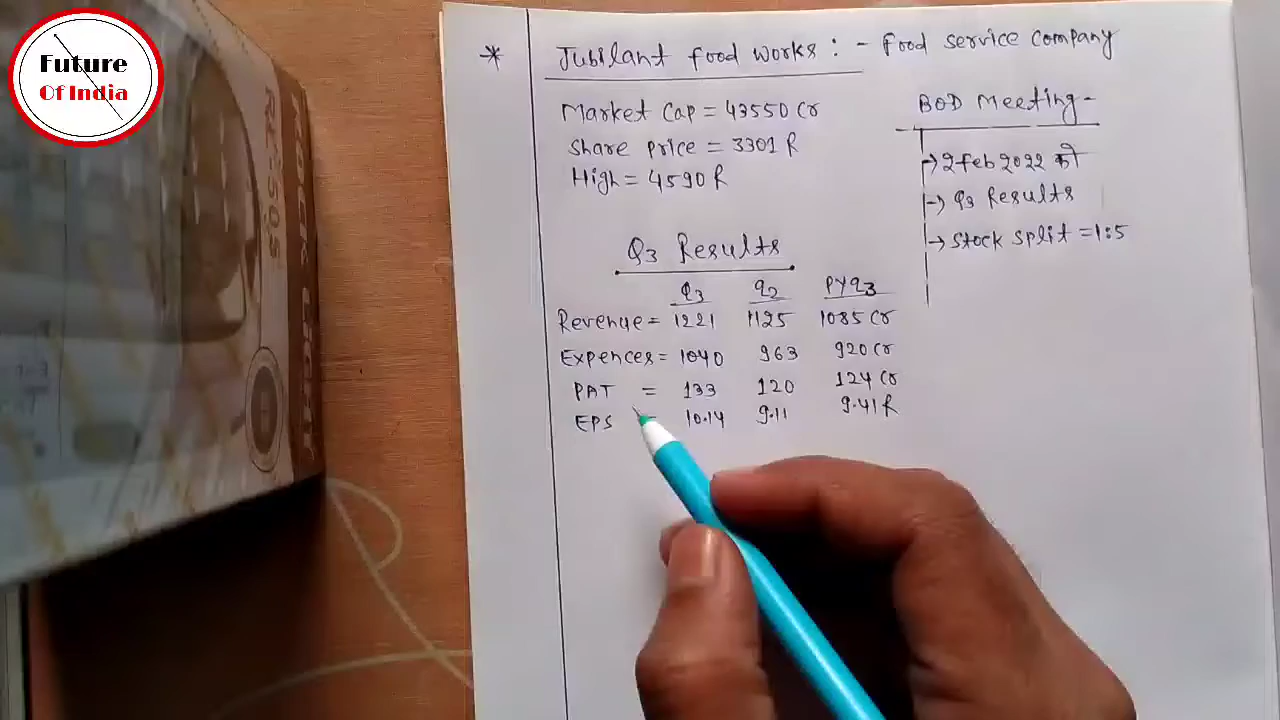 Future
Of India
* Jubilant food works : - Food service company
Market Cap = 43550 Cr
Share price = 3301 R
High = 4590 R
BOD Meeting -
→ 2 feb 2022 को
→ Q3 Results
→ Stock split = 1:5
Q3 Results
Q3 q2 PYq3
Revenue = 1221 1125 1085 Cr
Expences = 1040 963 920 Cr
PAT = 133 120 124 Cr
EPS = 10.14 9.11 9.41 R
RE-505